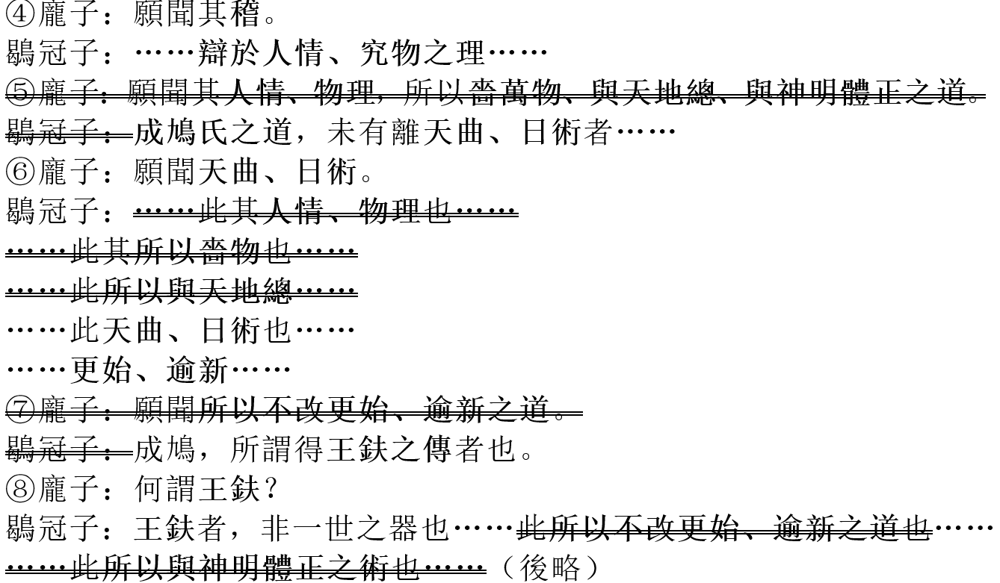 ④龐子：願聞其稽。
鶡冠子：……辯於人情、究物之理……
⑤龐子：願聞其人情、物理，所以嗇萬物、與天地總、與神明體正之道。
鶡冠子：成鳩氏之道，未有離天曲、日術者……
⑥龐子：願聞天曲、日術。
鶡冠子：……此其人情、物理也……
……此其所以嗇物也……
……此所以與天地總……
……此天曲、日術也……
……更始、逾新……
⑦龐子：願聞所以不改更始、逾新之道。
鶡冠子：成鳩，所謂得王鈇之傳者也。
⑧龐子：何謂王鈇？
鶡冠子：王鈇者，非一世之器也……此所以不改更始、逾新之道也……
……此所以與神明體正之術也……（後略）